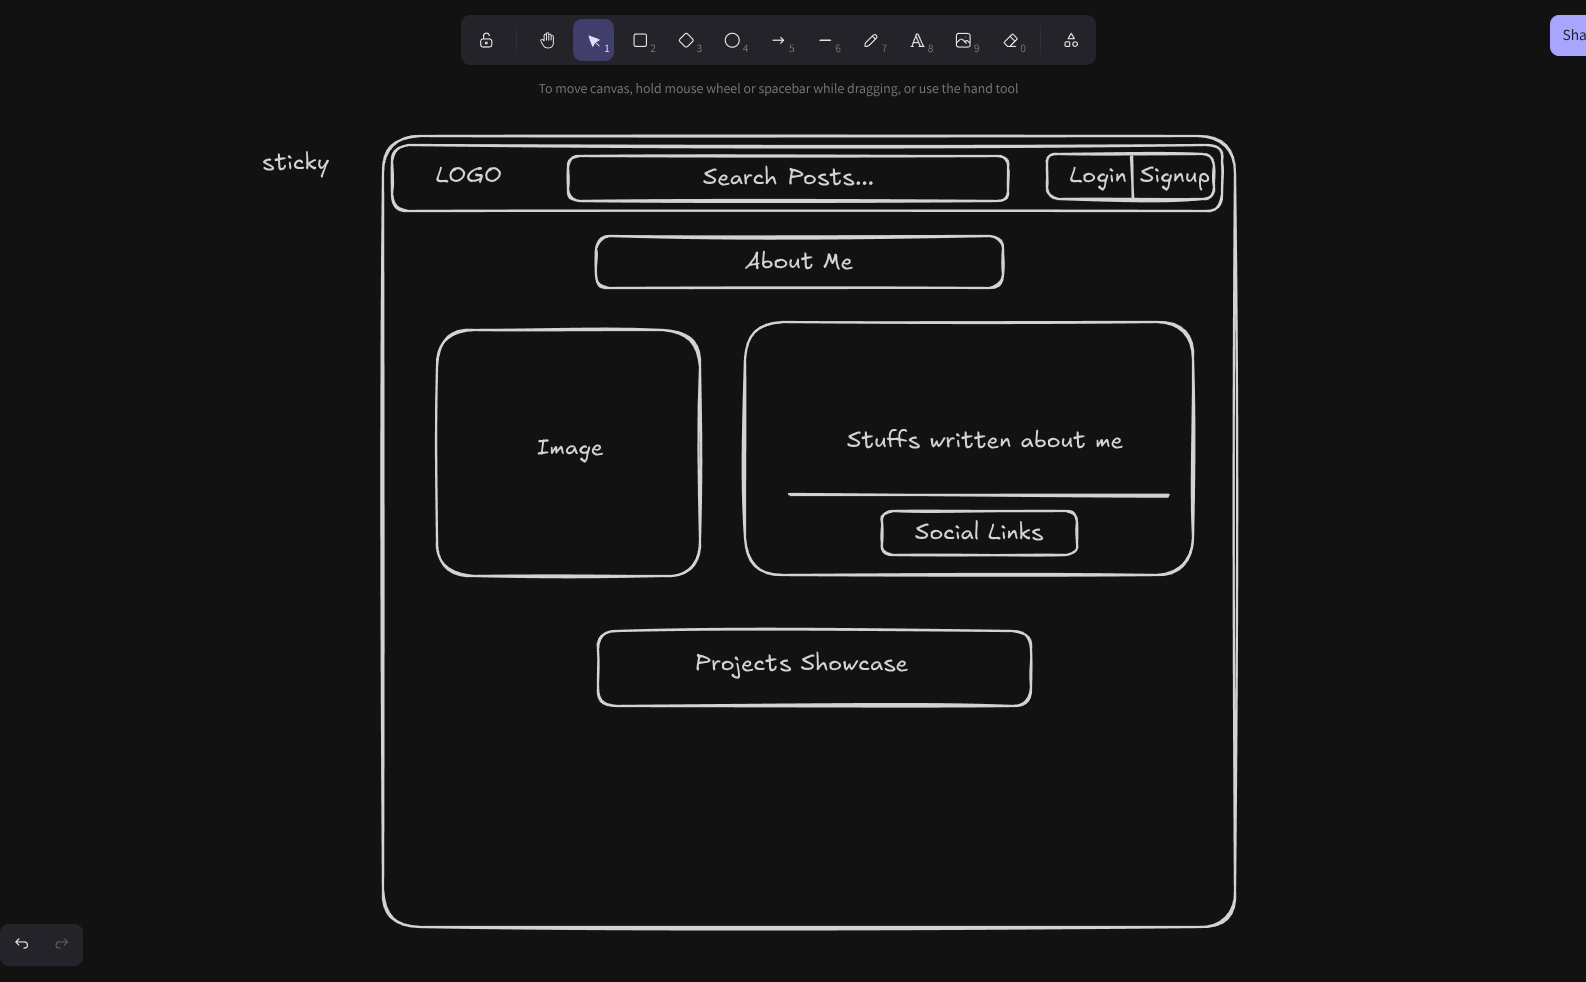 1
2
3
4
5
6
7
8
9
0
Sha
To move canvas, hold mouse wheel or spacebar while dragging, or use the hand tool
sticky
LOGO
Search Posts...
Login
Signup
About Me
Image
Stuffs written about me
Social Links
Projects Showcase